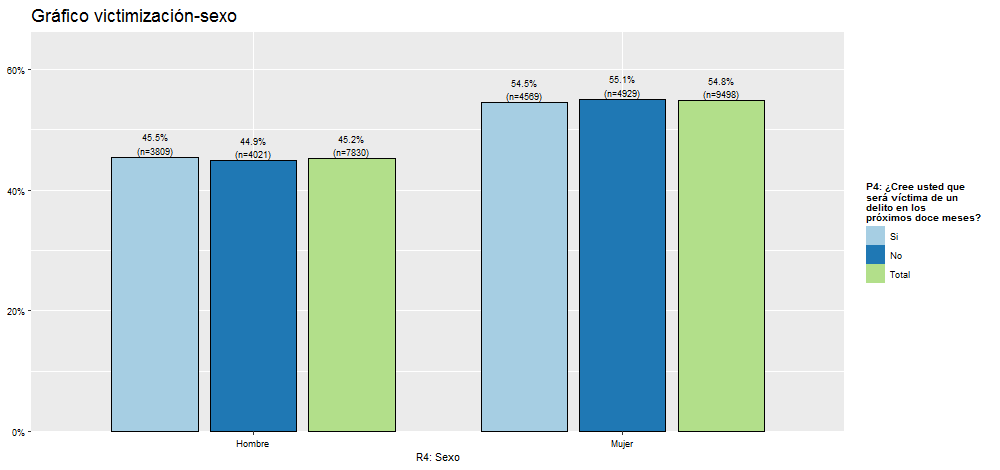 Gráfico victimización-sexo
60%
40%
20%
0%
45.5%
(n=3809)
44.9%
(n=4021)
45.2%
(n=7830)
54.5%
(n=4569)
55.1%
(n=4929)
54.8%
(n=9498)
Hombre
Mujer
R4: Sexo
P4: ¿Cree usted que
será víctima de un
delito en los
próximos doce meses?
Si
No
Total